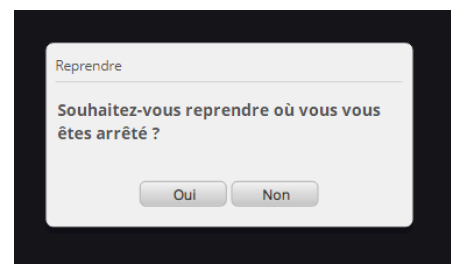 Reprendre
Souhaitez-vous reprendre où vous vous
êtes arrêté ?
Oui Non